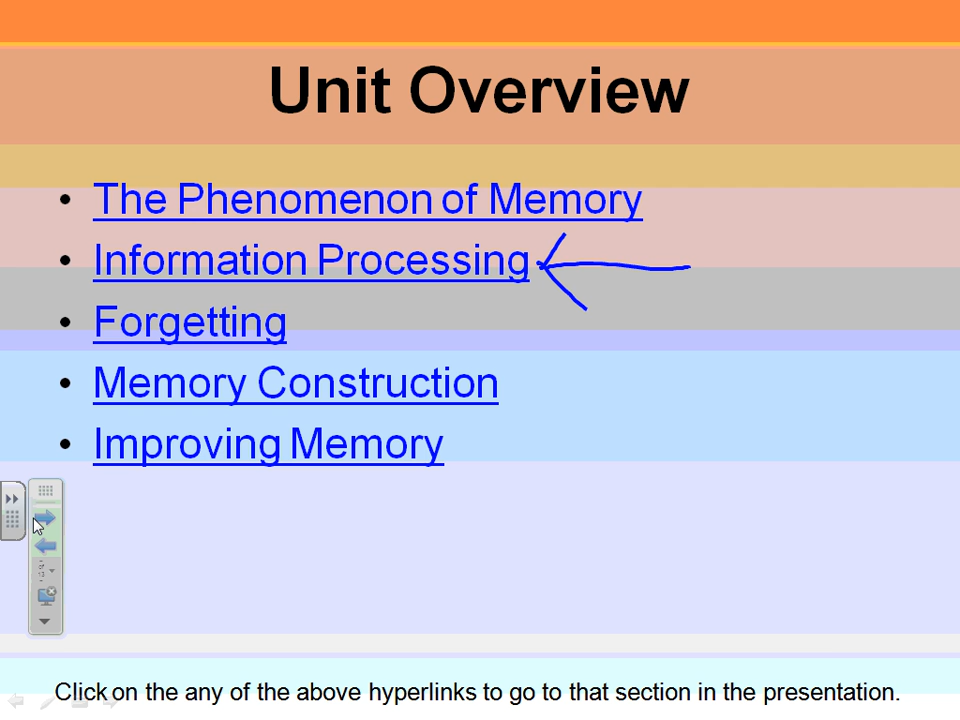 Unit Overview
• The Phenomenon of Memory
• Information Processing
• Forgetting
• Memory Construction
• Improving Memory
Click on the any of the above hyperlinks to go to that section in the presentation.